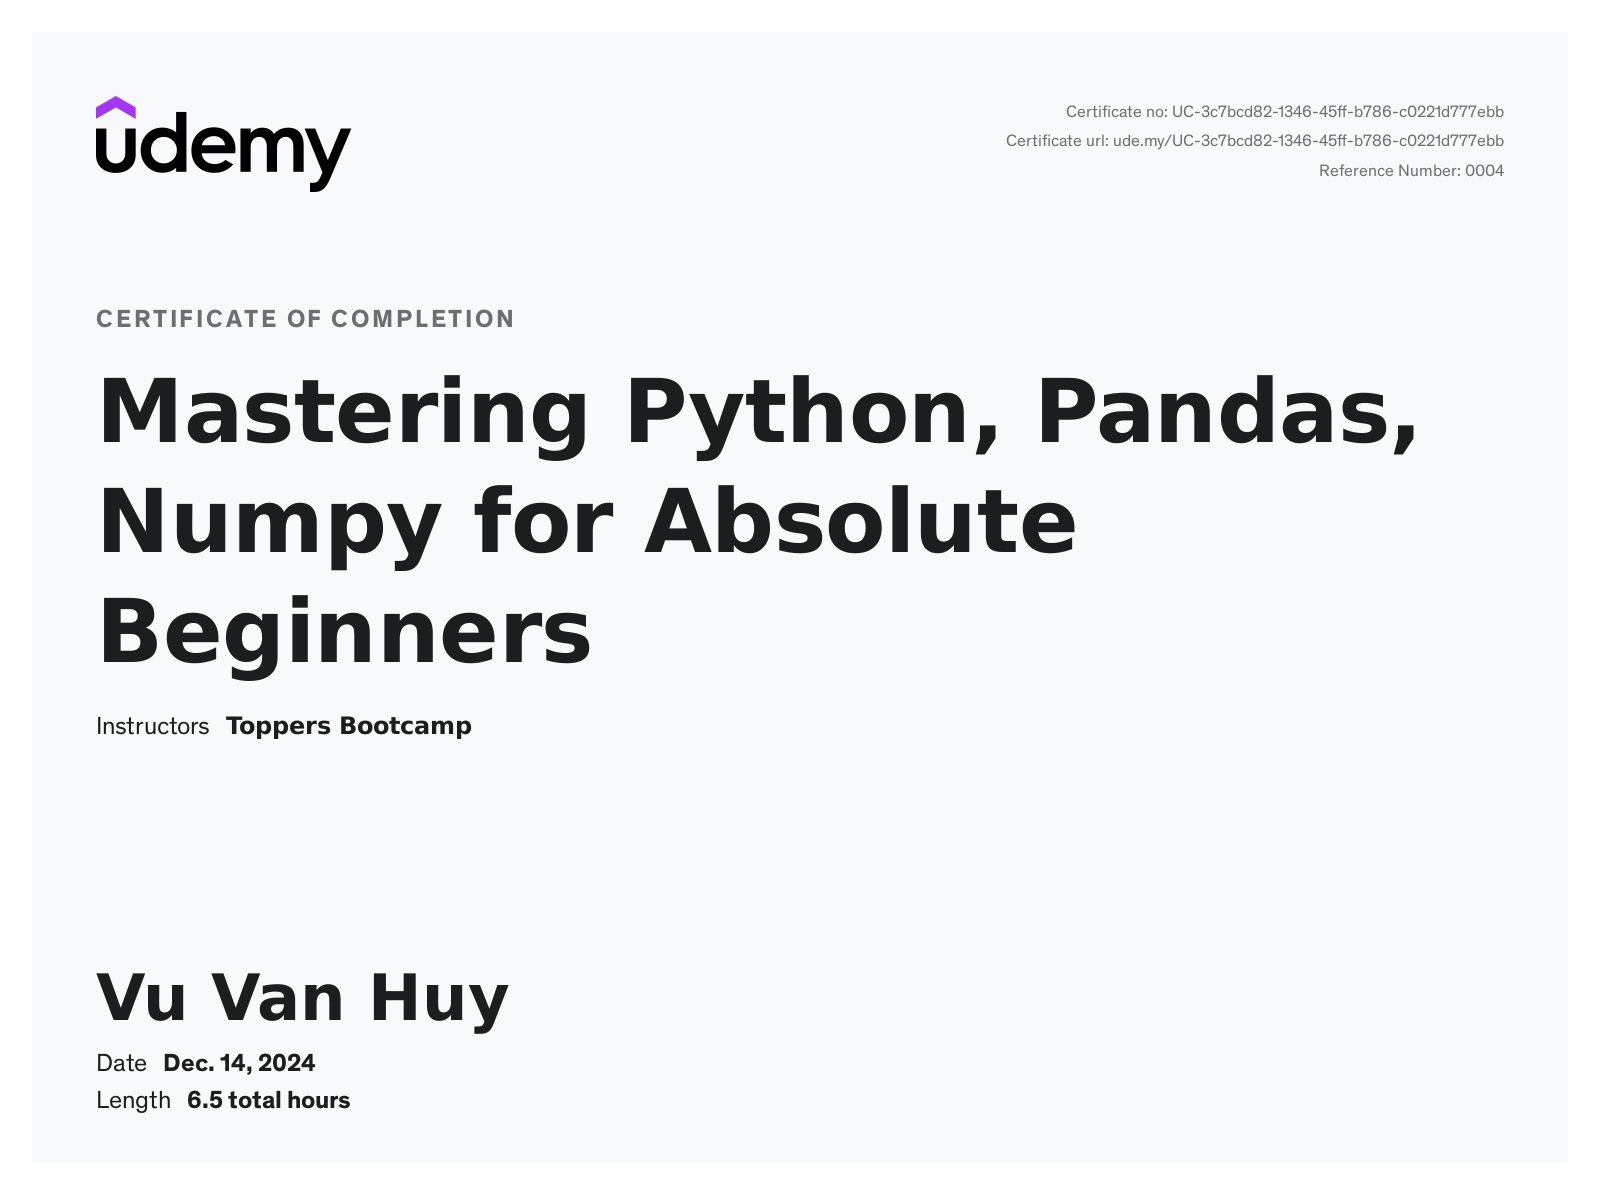 udemy
Certificate no: UC-3c7bcd82-1346-45ff-b786-c0221d777ebb
Certificate url: ude.my/UC-3c7bcd82-1346-45ff-b786-c0221d777ebb
Reference Number: 0004
CERTIFICATE OF COMPLETION
Mastering Python, Pandas,
Numpy for Absolute
Beginners
Instructors Toppers Bootcamp
Vu Van Huy
Date Dec. 14, 2024
Length 6.5 total hours